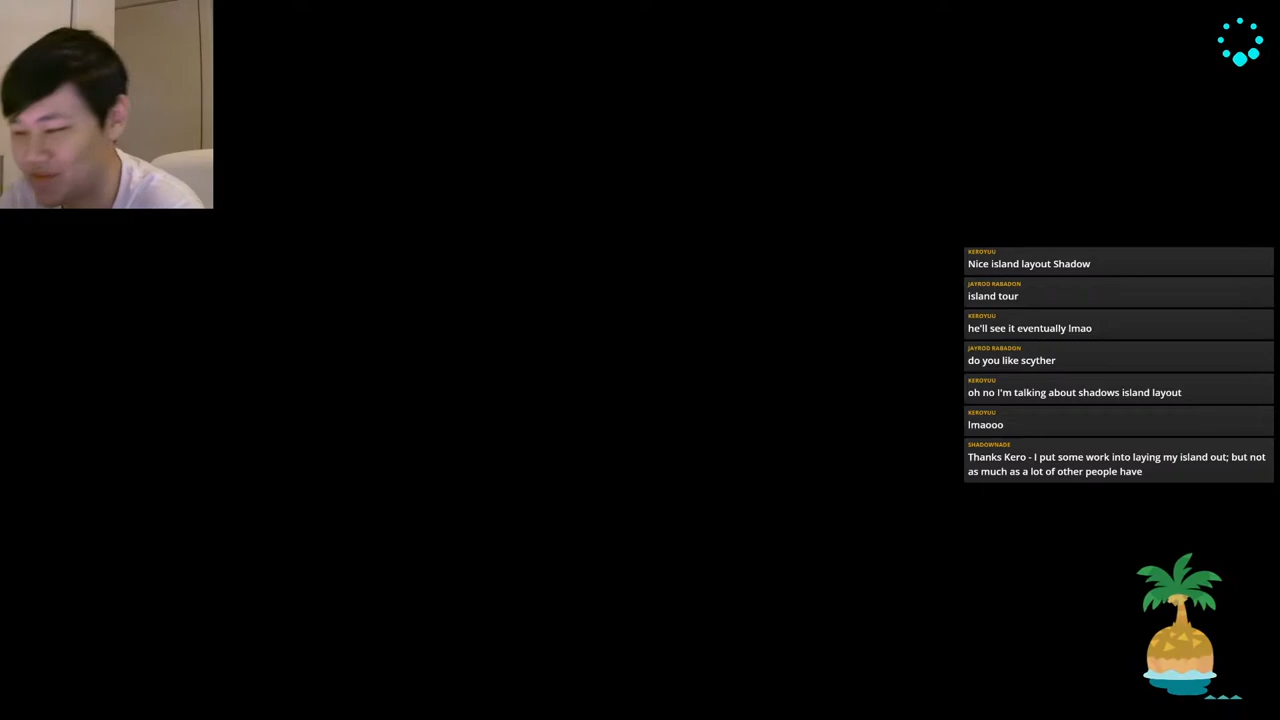 KEROYUU
Nice island layout Shadow
JAYROD RABADON
island tour
KEROYUU
he'll see it eventually lmao
JAYROD RABADON
do you like scyther
KEROYUU
oh no I'm talking about shadows island layout
KEROYUU
lmaooo
SHADOWNADE
Thanks Kero - I put some work into laying my island out; but not
as much as a lot of other people have